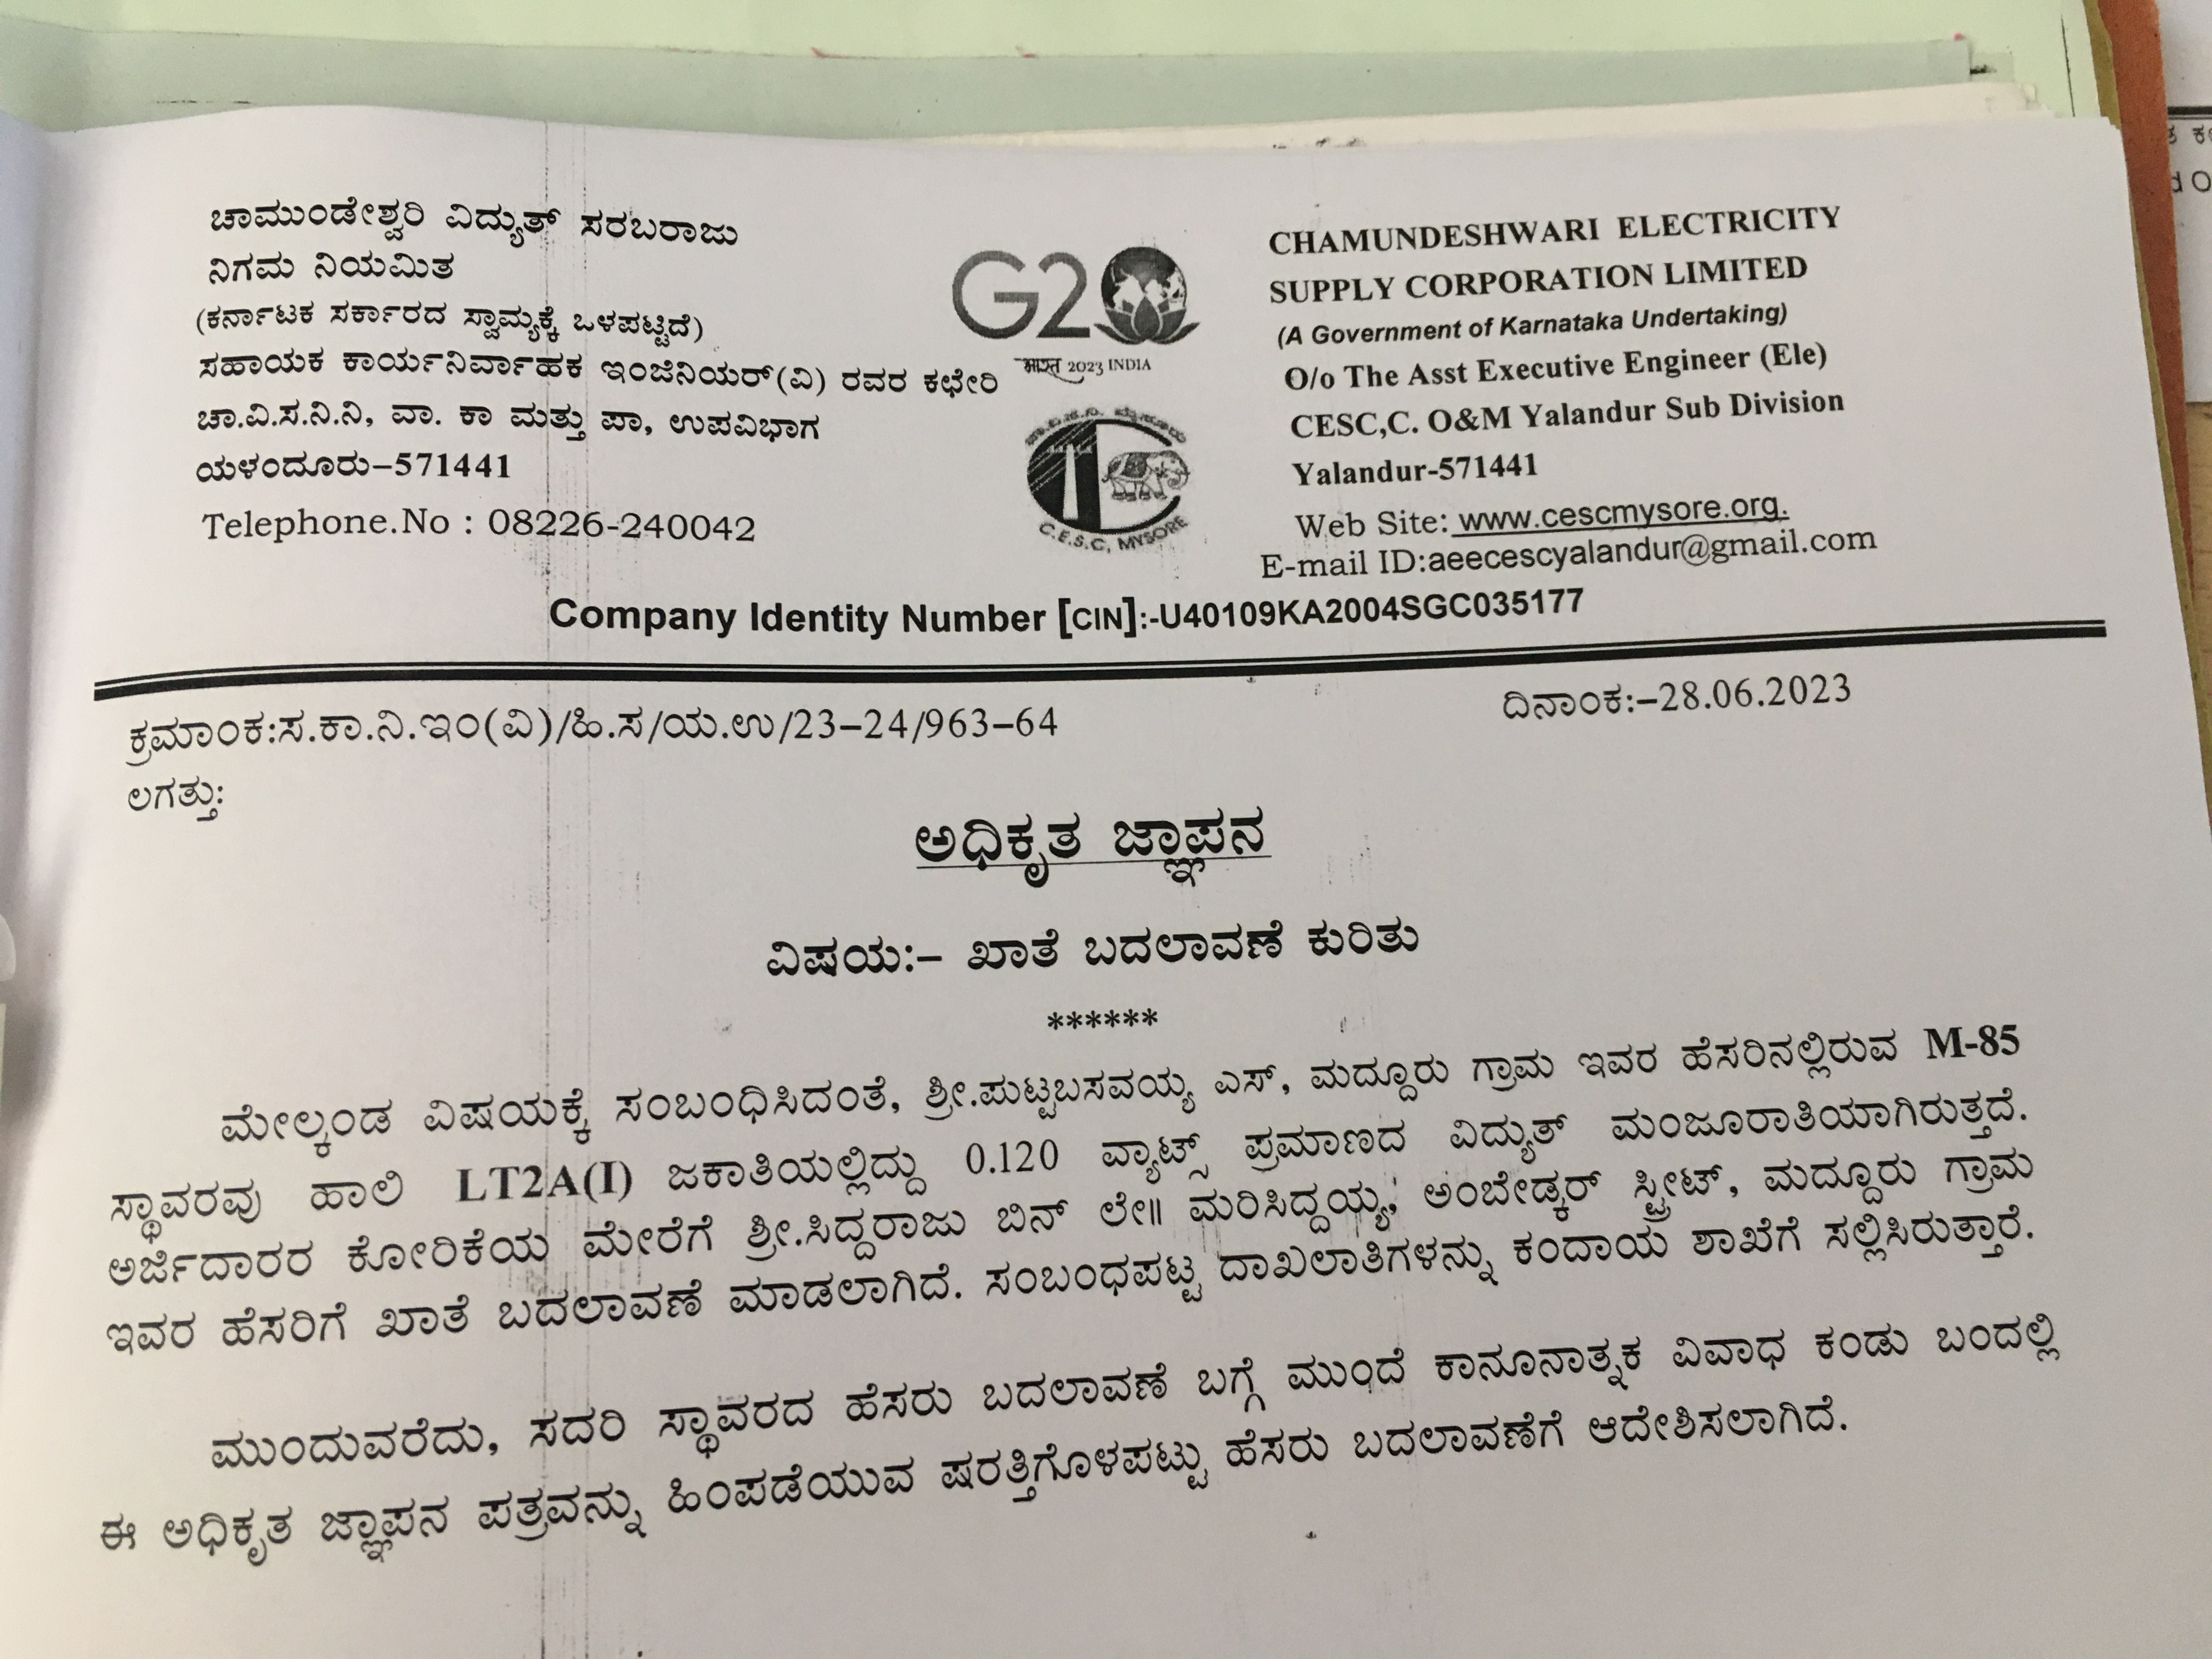 ಚಾಮುಂಡೇಶ್ವರಿ ವಿದ್ಯುತ್ ಸರಬರಾಜು
ನಿಗಮ ನಿಯಮಿತ
(ಕರ್ನಾಟಕ ಸರ್ಕಾರದ ಸ್ವಾಮ್ಯಕ್ಕೆ ಒಳಪಟ್ಟಿದೆ)
ಸಹಾಯಕ ಕಾರ್ಯನಿರ್ವಾಹಕ ಇಂಜಿನಿಯರ್(ವಿ) ರವರ ಕಛೇರಿ
ಚಾ.ವಿ.ಸ.ನಿ.ನಿ, ವಾ. ಕಾ ಮತ್ತು ಪಾ, ಉಪವಿಭಾಗ
ಯಳಂದೂರು–571441
Telephone.No : 08226-240042
G20
भारत 2023 INDIA
ಚಾ.ವಿ.ಸ.ನಿ. ಮೈಸೂರು
C.E.S.C, MYSORE
CHAMUNDESHWARI ELECTRICITY
SUPPLY CORPORATION LIMITED
(A Government of Karnataka Undertaking)
O/o The Asst Executive Engineer (Ele)
CESC,C. O&M Yalandur Sub Division
Yalandur-571441
Web Site: www.cescmysore.org.
E-mail ID:aeecescyalandur@gmail.com
Company Identity Number [CIN]:-U40109KA2004SGC035177
ಕ್ರಮಾಂಕ:ಸ.ಕಾ.ನಿ.ಇಂ(ವಿ)/ಹಿ.ಸ/ಯ.ಉ/23–24/963–64
ದಿನಾಂಕ:–28.06.2023
ಲಗತ್ತು:
ಅಧಿಕೃತ ಜ್ಞಾಪನ
ವಿಷಯ:– ಖಾತೆ ಬದಲಾವಣೆ ಕುರಿತು
******
ಮೇಲ್ಕಂಡ ವಿಷಯಕ್ಕೆ ಸಂಬಂಧಿಸಿದಂತೆ, ಶ್ರೀ.ಪುಟ್ಟಬಸವಯ್ಯ ಎಸ್, ಮದ್ದೂರು ಗ್ರಾಮ ಇವರ ಹೆಸರಿನಲ್ಲಿರುವ M-85
ಸ್ಥಾವರವು ಹಾಲಿ LT2A(I) ಜಕಾತಿಯಲ್ಲಿದ್ದು 0.120 ವ್ಯಾಟ್ಸ್ ಪ್ರಮಾಣದ ವಿದ್ಯುತ್ ಮಂಜೂರಾತಿಯಾಗಿರುತ್ತದೆ.
ಅರ್ಜಿದಾರರ ಕೋರಿಕೆಯ ಮೇರೆಗೆ ಶ್ರೀ.ಸಿದ್ದರಾಜು ಬಿನ್ ಲೇ॥ ಮರಿಸಿದ್ದಯ್ಯ, ಅಂಬೇಡ್ಕರ್ ಸ್ಟ್ರೀಟ್, ಮದ್ದೂರು ಗ್ರಾಮ
ಇವರ ಹೆಸರಿಗೆ ಖಾತೆ ಬದಲಾವಣೆ ಮಾಡಲಾಗಿದೆ. ಸಂಬಂಧಪಟ್ಟ ದಾಖಲಾತಿಗಳನ್ನು ಕಂದಾಯ ಶಾಖೆಗೆ ಸಲ್ಲಿಸಿರುತ್ತಾರೆ.
ಮುಂದುವರೆದು, ಸದರಿ ಸ್ಥಾವರದ ಹೆಸರು ಬದಲಾವಣೆ ಬಗ್ಗೆ ಮುಂದೆ ಕಾನೂನಾತ್ನಕ ವಿವಾಧ ಕಂಡು ಬಂದಲ್ಲಿ
ಈ ಅಧಿಕೃತ ಜ್ಞಾಪನ ಪತ್ರವನ್ನು ಹಿಂಪಡೆಯುವ ಷರತ್ತಿಗೊಳಪಟ್ಟು ಹೆಸರು ಬದಲಾವಣೆಗೆ ಆದೇಶಿಸಲಾಗಿದೆ.